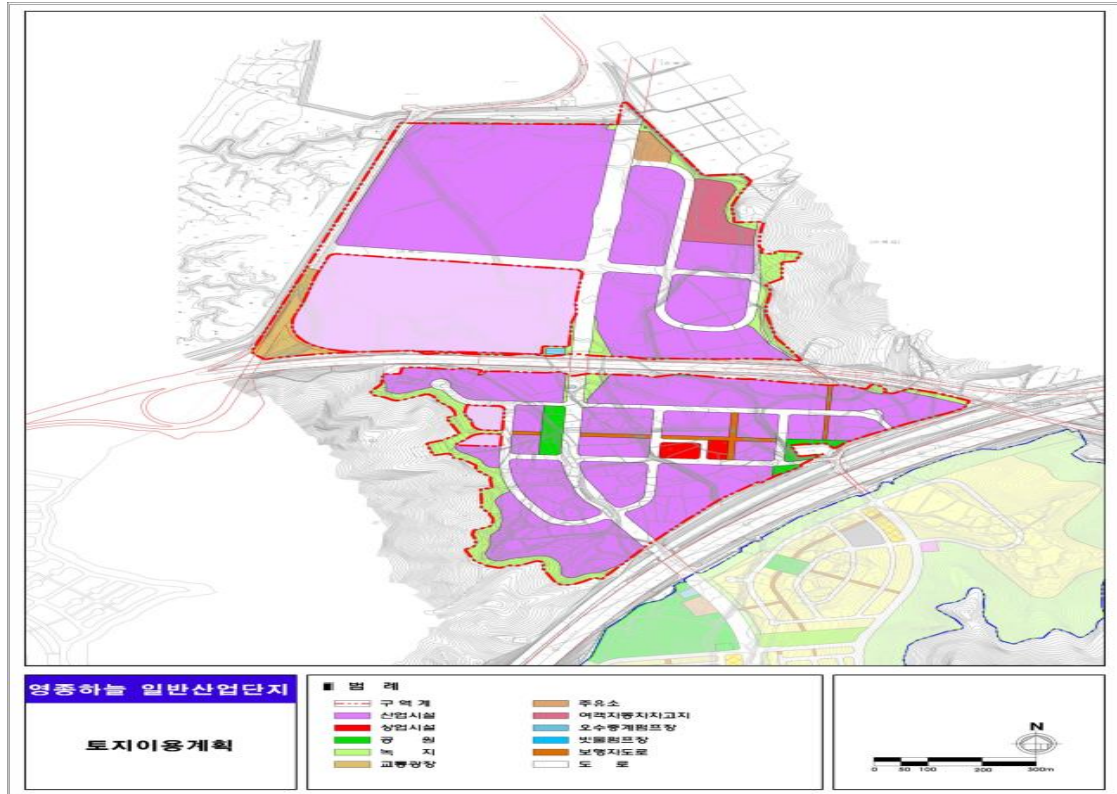 영종하늘 일반산업단지
토지이용계획
범 례
구 역 계
산업시설
상업시설
공 원
녹 지
교통광장
주유소
여객자동차차고지
오수중계펌프장
빗물펌프장
보행자도로
도 로
N
0 50 100 200 300m